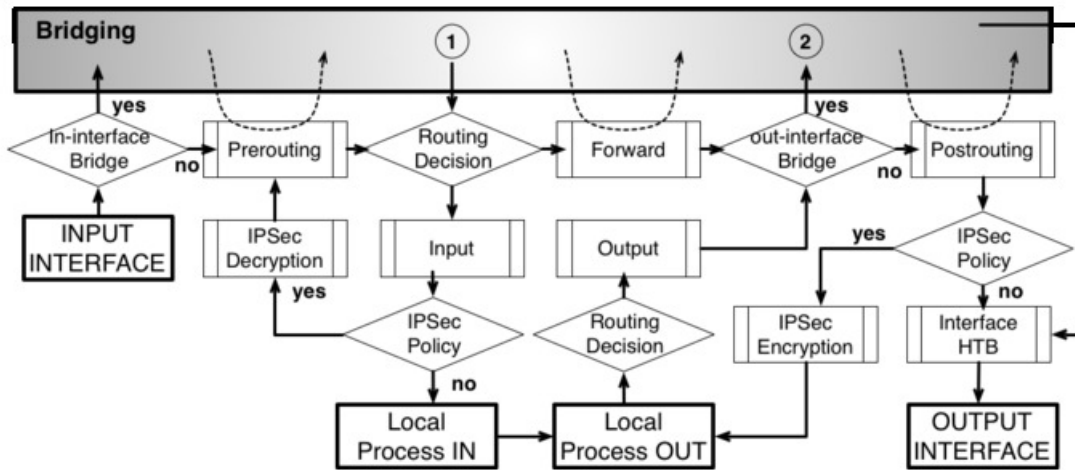 Bridging
1
2
yes
yes
In-interface
Bridge
no
Prerouting
Routing
Decision
Forward
out-interface
Bridge
no
Postrouting
INPUT
INTERFACE
IPSec
Decryption
yes
Input
Output
yes
IPSec
Policy
no
IPSec
Policy
no
Routing
Decision
IPSec
Encryption
Interface
HTB
Local
Process IN
Local
Process OUT
OUTPUT
INTERFACE